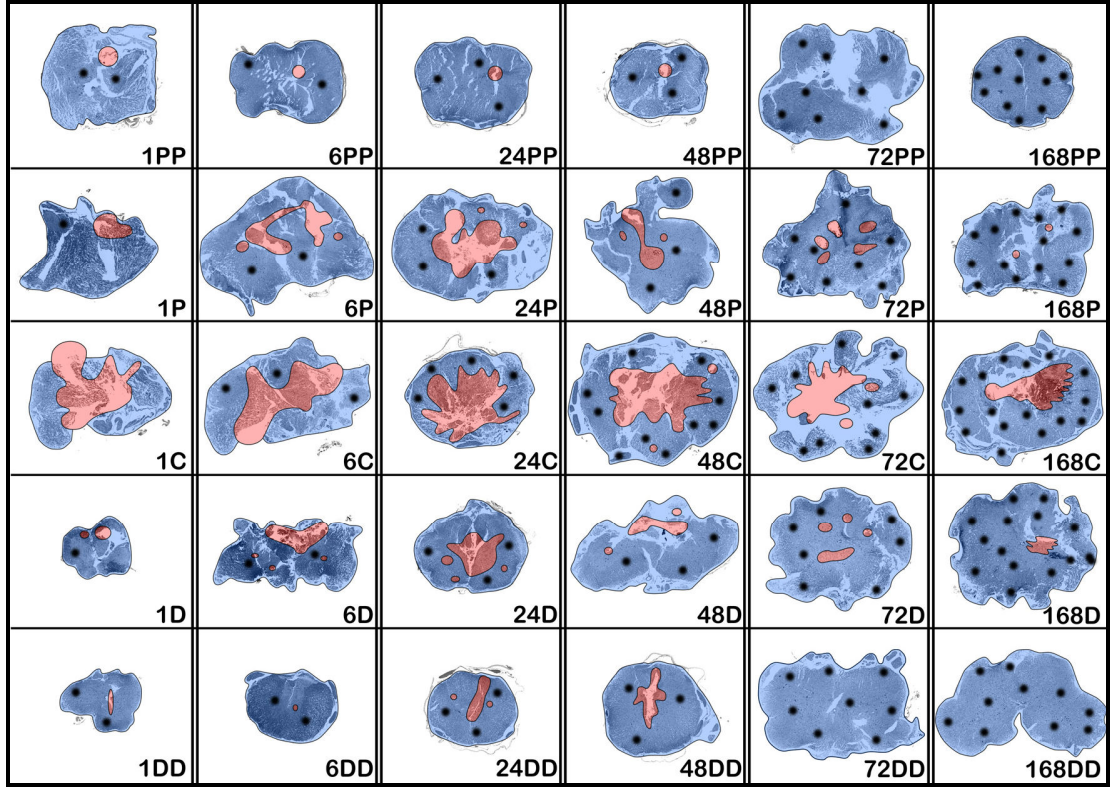 1PP 6PP 24PP 48PP 72PP 168PP
1P 6P 24P 48P 72P 168P
1C 6C 24C 48C 72C 168C
1D 6D 24D 48D 72D 168D
1DD 6DD 24DD 48DD 72DD 168DD